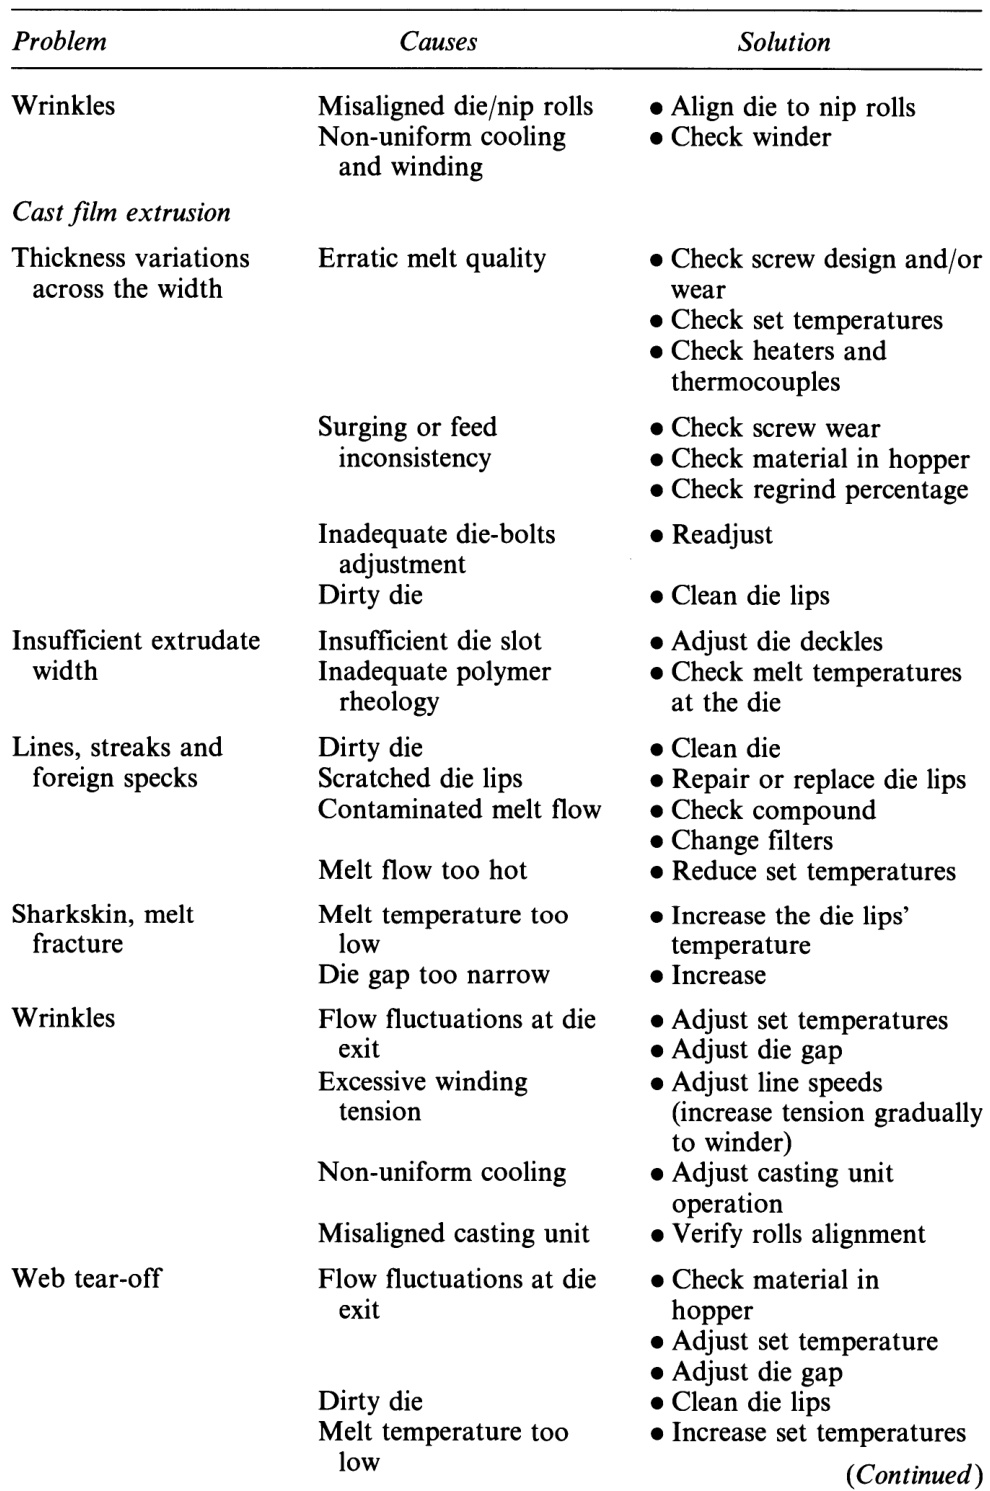 Problem Causes Solution
Wrinkles Misaligned die/nip rolls ● Align die to nip rolls
Non-uniform cooling ● Check winder
and winding
Cast film extrusion
Thickness variations Erratic melt quality ● Check screw design and/or
across the width wear
● Check set temperatures
● Check heaters and
thermocouples
Surging or feed ● Check screw wear
inconsistency ● Check material in hopper
● Check regrind percentage
Inadequate die-bolts ● Readjust
adjustment
Dirty die ● Clean die lips
Insufficient extrudate Insufficient die slot ● Adjust die deckles
width Inadequate polymer ● Check melt temperatures
rheology at the die
Lines, streaks and Dirty die ● Clean die
foreign specks Scratched die lips ● Repair or replace die lips
Contaminated melt flow ● Check compound
● Change filters
Melt flow too hot ● Reduce set temperatures
Sharkskin, melt Melt temperature too ● Increase the die lips’
fracture low temperature
Die gap too narrow ● Increase
Wrinkles Flow fluctuations at die ● Adjust set temperatures
exit ● Adjust die gap
Excessive winding ● Adjust line speeds
tension (increase tension gradually
to winder)
Non-uniform cooling ● Adjust casting unit
operation
Misaligned casting unit ● Verify rolls alignment
Web tear-off Flow fluctuations at die ● Check material in
exit hopper
● Adjust set temperature
● Adjust die gap
Dirty die ● Clean die lips
Melt temperature too ● Increase set temperatures
low
(Continued)